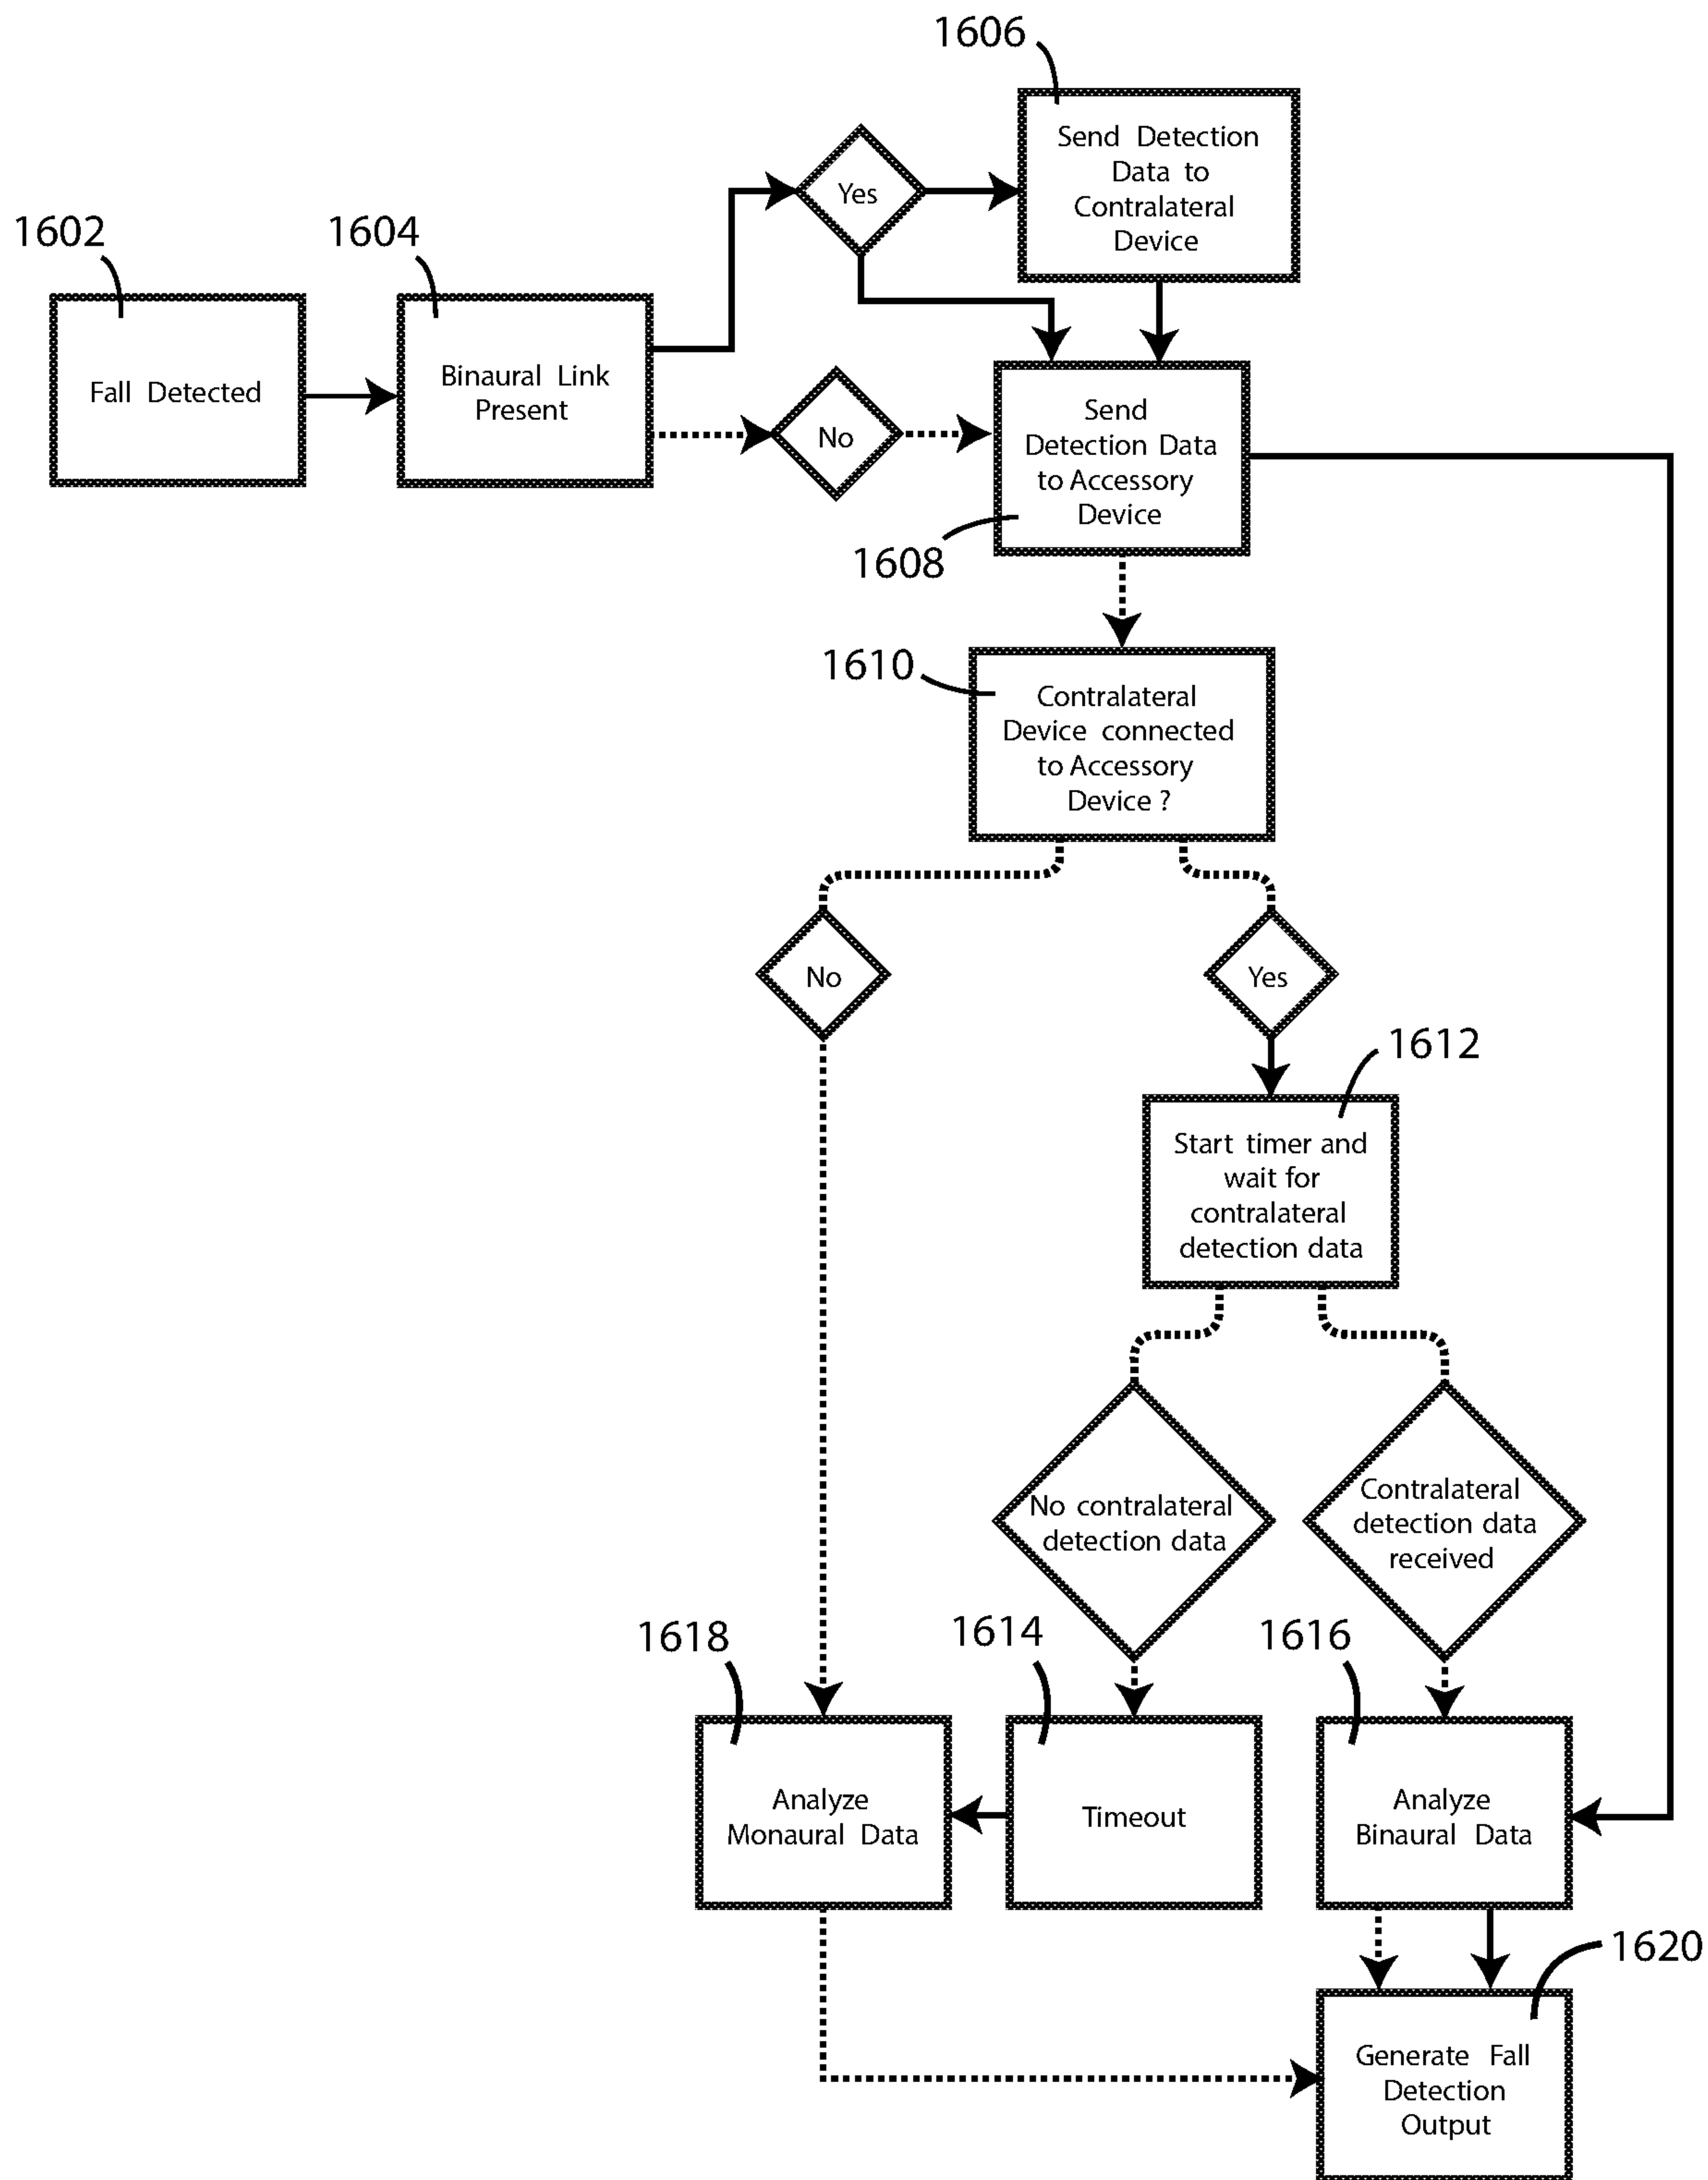 1606
Send Detection
Data to
Contralateral
Device
Yes
1602
1604
Fall Detected
Binaural Link
Present
No
Send
Detection Data
to Accessory
Device
1608
1610
Contralateral
Device connected
to Accessory
Device ?
No
Yes
1612
Start timer and
wait for
contralateral
detection data
No contralateral
detection data
Contralateral
detection data
received
1618
1614
1616
Analyze
Monaural Data
Timeout
Analyze
Binaural Data
1620
Generate Fall
Detection
Output